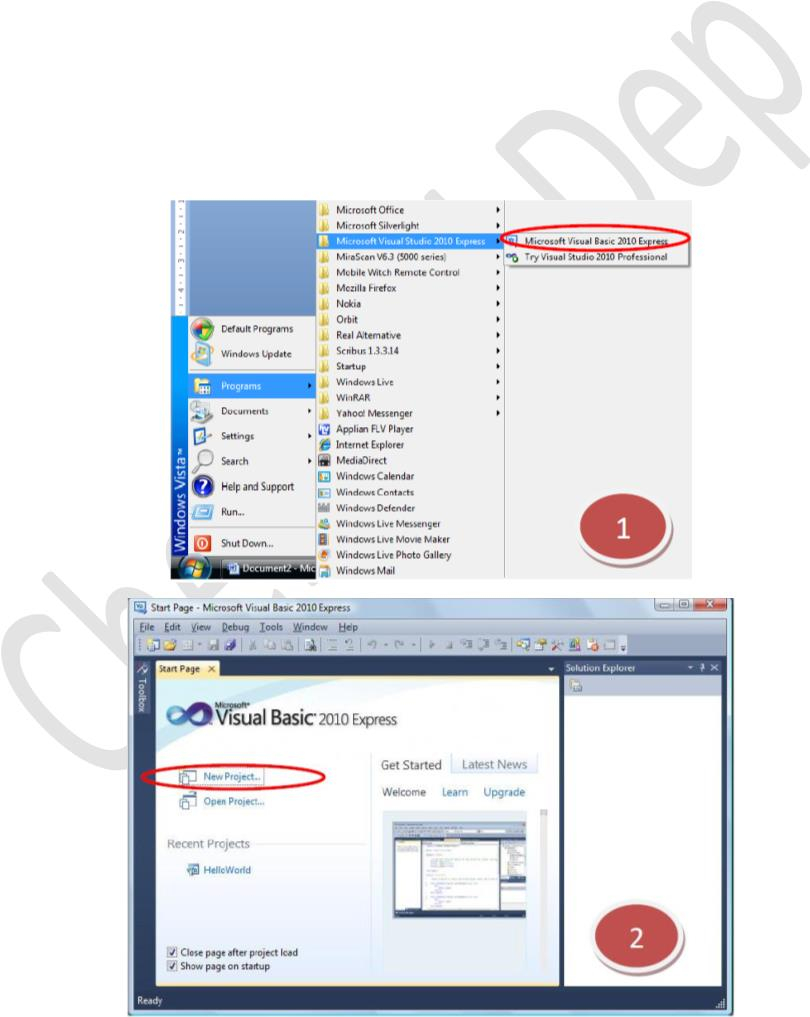 Microsoft Office
Microsoft Silverlight
Microsoft Visual Studio 2010 Express
Microsoft Visual Basic 2010 Express
MiraScan V6.3 (5000 series)
Try Visual Studio 2010 Professional
Mobile Witch Remote Control
Mozilla Firefox
Nokia
Orbit
Real Alternative
Scribus 1.3.3.14
Startup
Windows Live
WinRAR
Yahoo! Messenger
Applian FLV Player
Internet Explorer
MediaDirect
Windows Calendar
Windows Contacts
Windows Defender
Windows Live Messenger
Windows Live Movie Maker
Windows Live Photo Gallery
Windows Mail
Default Programs
Windows Update
Programs
Documents
Settings
Search
Help and Support
Run...
Shut Down...
Windows Vista™
Document2 - Mic
1
Start Page - Microsoft Visual Basic 2010 Express
File Edit View Debug Tools Window Help
Toolbox
Start Page
Solution Explorer
Microsoft®
Visual Basic® 2010 Express
New Project...
Open Project...
Recent Projects
HelloWorld
Get Started Latest News
Welcome Learn Upgrade
Close page after project load
Show page on startup
2
Ready
Dep